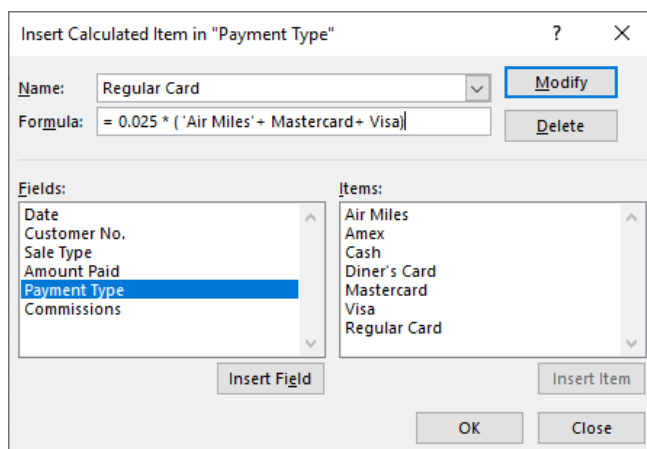 Insert Calculated Item in "Payment Type" ? ×
Name: Regular Card Modify
Formula: = 0.025 * ( 'Air Miles'+ Mastercard+ Visa) Delete
Fields: Items:
Date Air Miles
Customer No. Amex
Sale Type Cash
Amount Paid Diner's Card
Payment Type Mastercard
Commissions Visa
Regular Card
Insert Field Insert Item
OK Close